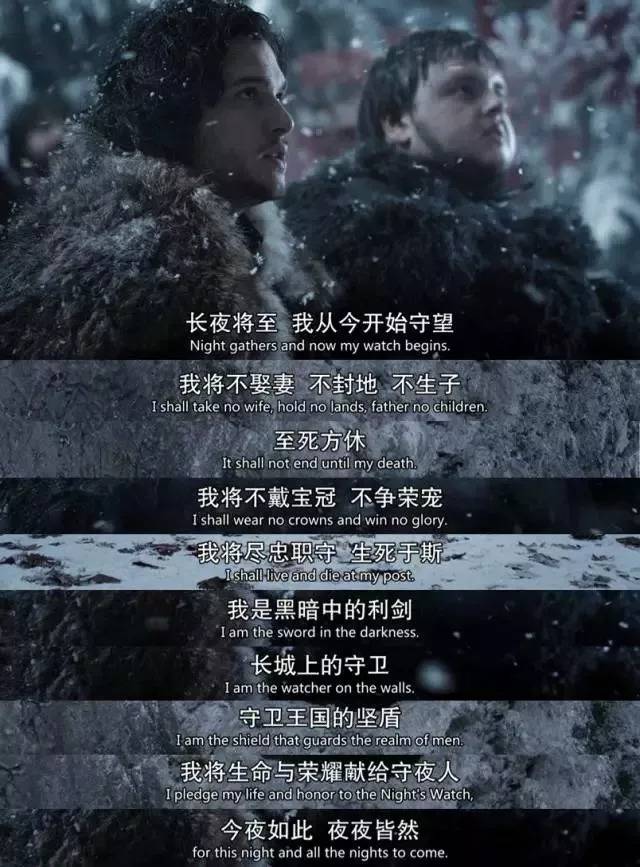 长夜将至 我从今开始守望
Night gathers and now my watch begins.
我将不娶妻 不封地 不生子
I shall take no wife, hold no lands, father no children.
至死方休
It shall not end until my death.
我将不戴宝冠 不争荣宠
I shall wear no crowns and win no glory.
我将尽忠职守 生死于斯
I shall live and die at my post.
我是黑暗中的利剑
I am the sword in the darkness.
长城上的守卫
I am the watcher on the walls.
守卫王国的坚盾
I am the shield that guards the realm of men.
我将生命与荣耀献给守夜人
I pledge my life and honor to the Night's Watch,
今夜如此 夜夜皆然
for this night and all the nights to come.